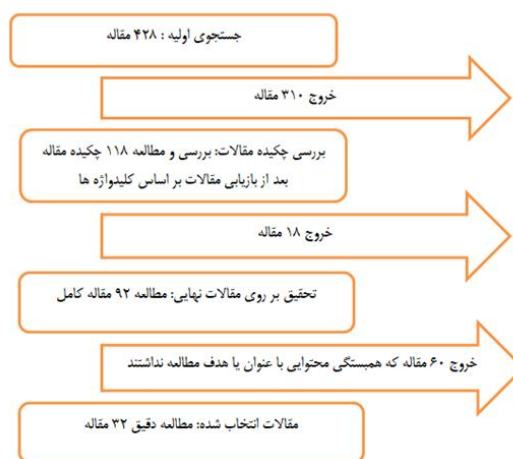 جستجوی اولیه : ۴۲۸ مقاله
خروج ۳۱۰ مقاله
بررسی چکیده مقالات: بررسی و مطالعه ۱۱۸ چکیده مقاله
بعد از بازیابی مقالات بر اساس کلیدواژه ها
خروج ۱۸ مقاله
تحقیق بر روی مقالات نهایی: مطالعه ۹۲ مقاله کامل
خروج ۶۰ مقاله که همبستگی محتوایی با عنوان یا هدف مطالعه نداشتند
مقالات انتخاب شده: مطالعه دقیق ۳۲ مقاله